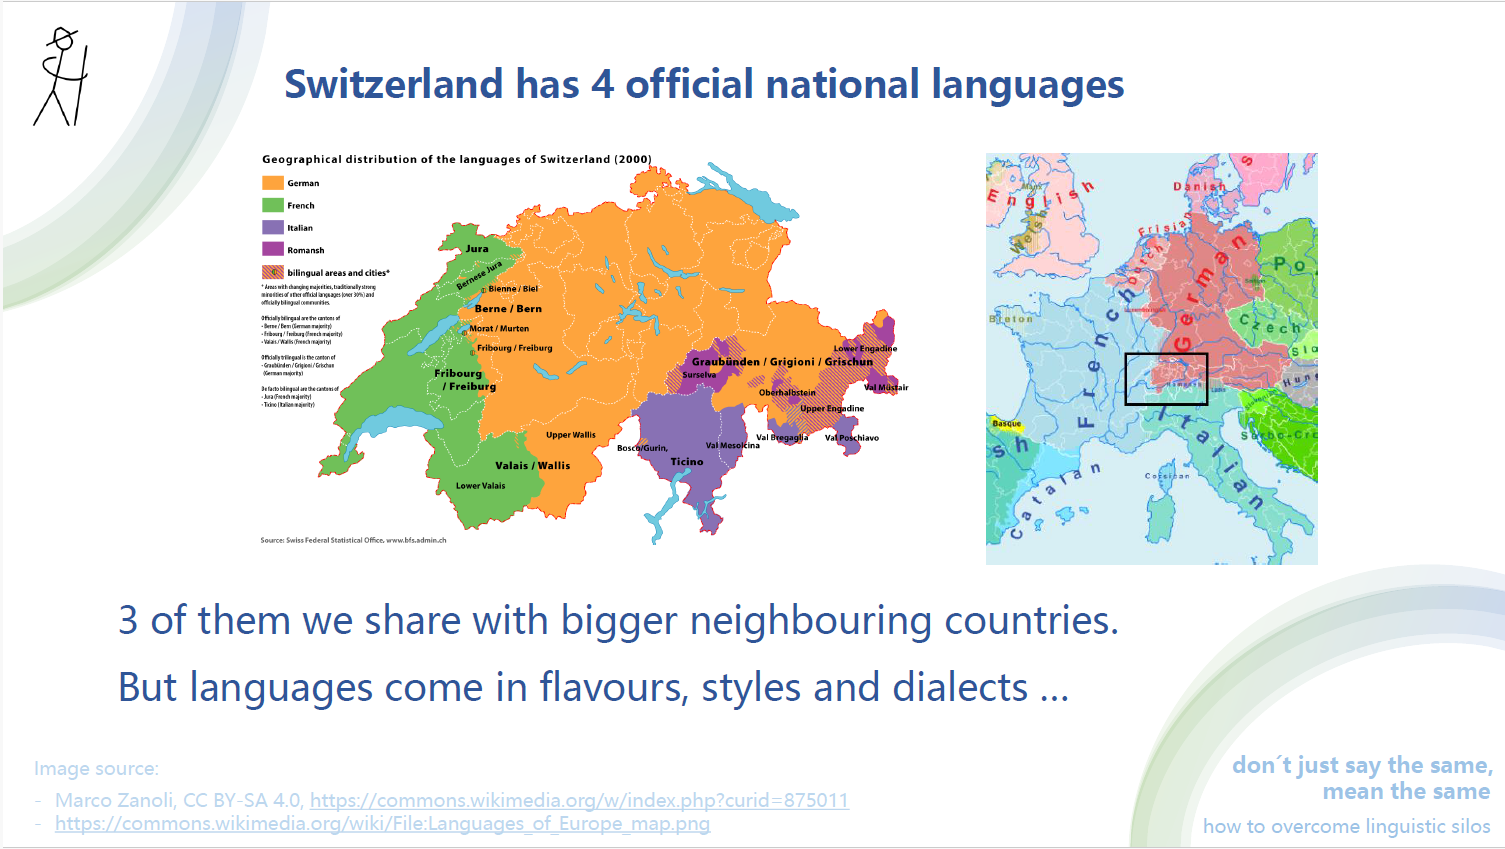 Switzerland has 4 official national languages
Geographical distribution of the languages of Switzerland (2000)
German
French
Italian
Romansh
bilingual areas and cities*
* Areas with changing majorities, traditionally strong
minorities of other official languages (over 30%) and
officially bilingual communities.
Officially bilingual are the cantons of
- Berne / Bern (German majority)
- Fribourg / Freiburg (French majority)
- Valais / Wallis (French majority)
Officially trilingual is the canton of
- Graubünden / Grigioni / Grischun
(German majority)
De facto bilingual are the cantons of
- Jura (French majority)
- Ticino (Italian majority)
Jura
Bernese Jura
Bienne / Biel
Berne / Bern
Morat / Murten
Fribourg / Freiburg
Fribourg
/ Freiburg
Upper Wallis
Valais / Wallis
Lower Valais
Lower Engadine
Graubünden / Grigioni / Grischun
Surselva
Val Müstair
Oberhalbstein
Upper Engadine
Val Bregaglia
Val Poschiavo
Bosco/Gurin,
Val Mesolcina
Ticino
Source: Swiss Federal Statistical Office, www.bfs.admin.ch
English
Welsh
Danish
S
Frisian
Dutch
German
Po
Breton
French
Czech
Slo
Hun
Basque
sh
Italian
Serbo-Cro
Catalan
Corsican
3 of them we share with bigger neighbouring countries.
But languages come in flavours, styles and dialects …
Image source:
- Marco Zanoli, CC BY-SA 4.0, https://commons.wikimedia.org/w/index.php?curid=875011
- https://commons.wikimedia.org/wiki/File:Languages_of_Europe_map.png
don´t just say the same,
mean the same
how to overcome linguistic silos